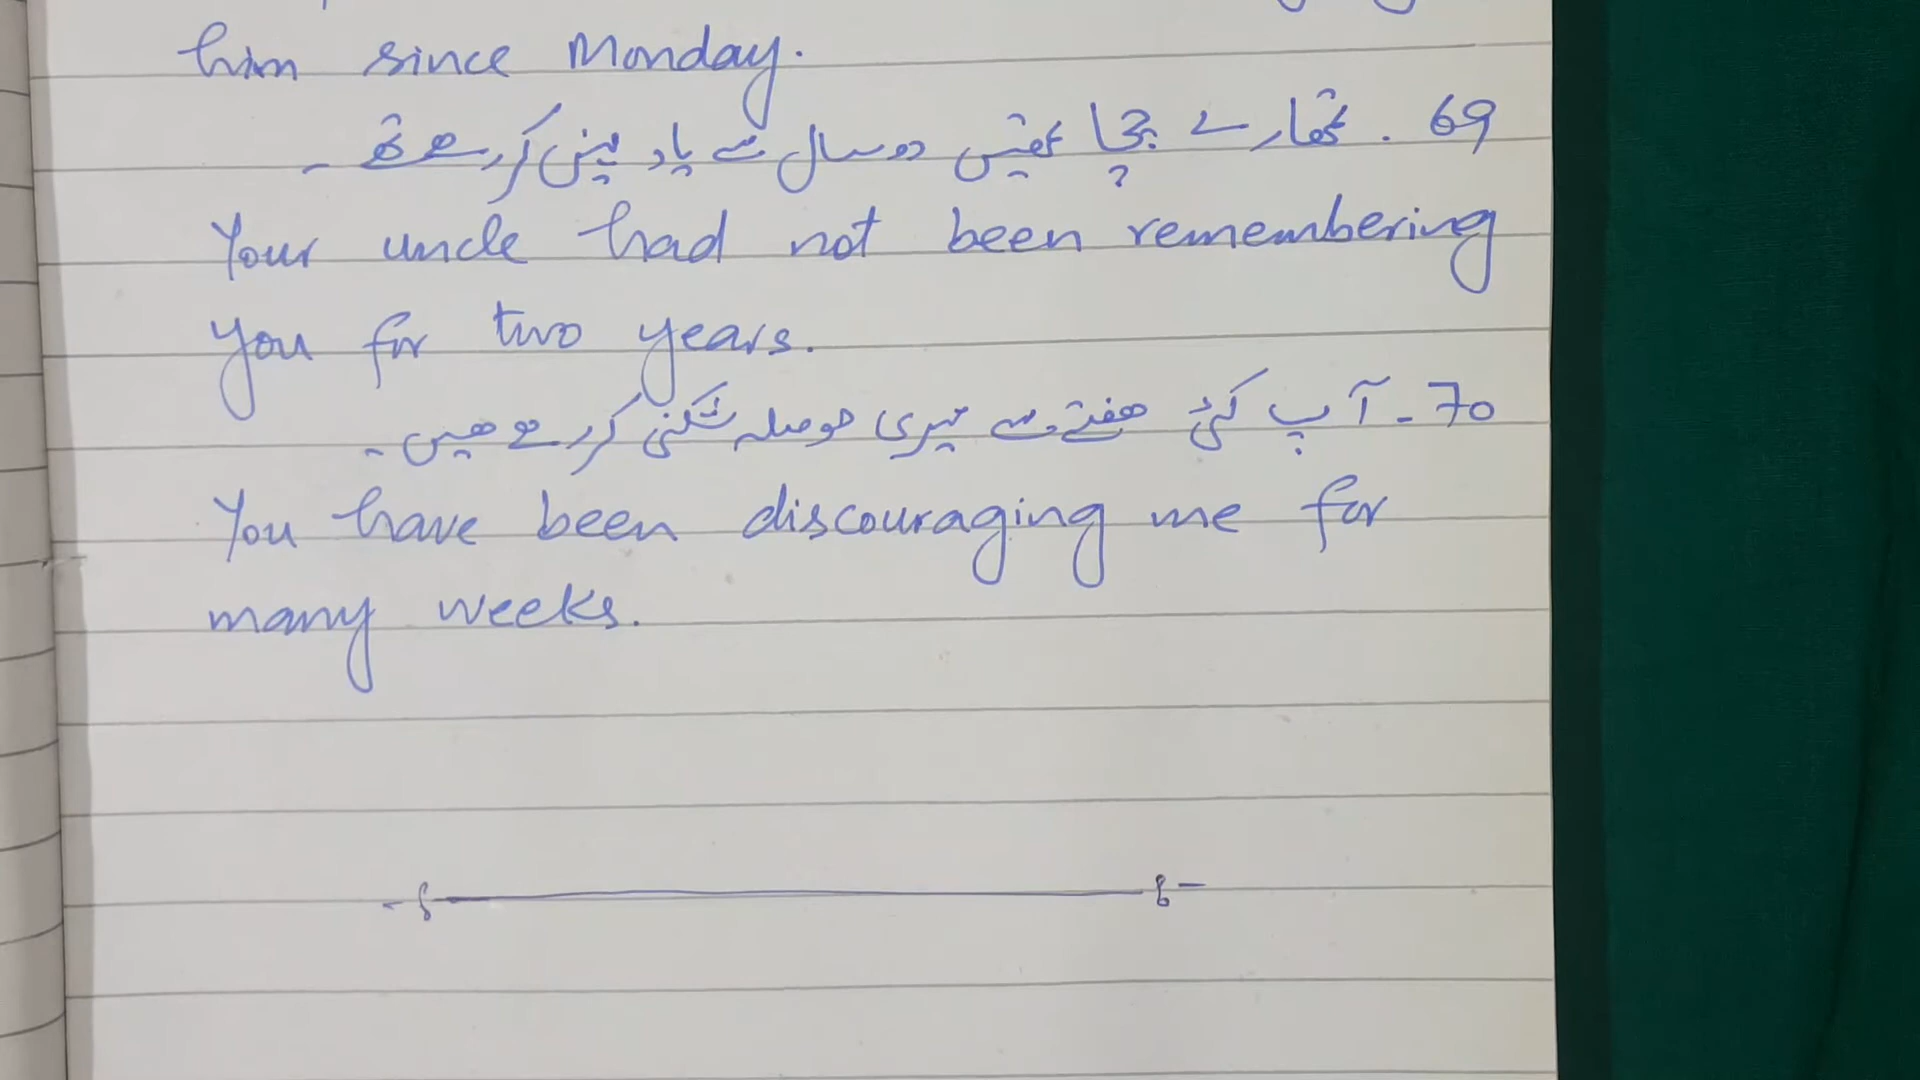 him since Monday.
69. تمہارے چچا تمہیں دو سال سے یاد نہیں کر رہے تھے ۔
Your uncle had not been remembering
you for two years.
70۔ آپ کئی ہفتے سے میری حوصلہ شکنی کر رہے ہیں ۔
You have been discouraging me for
many weeks.